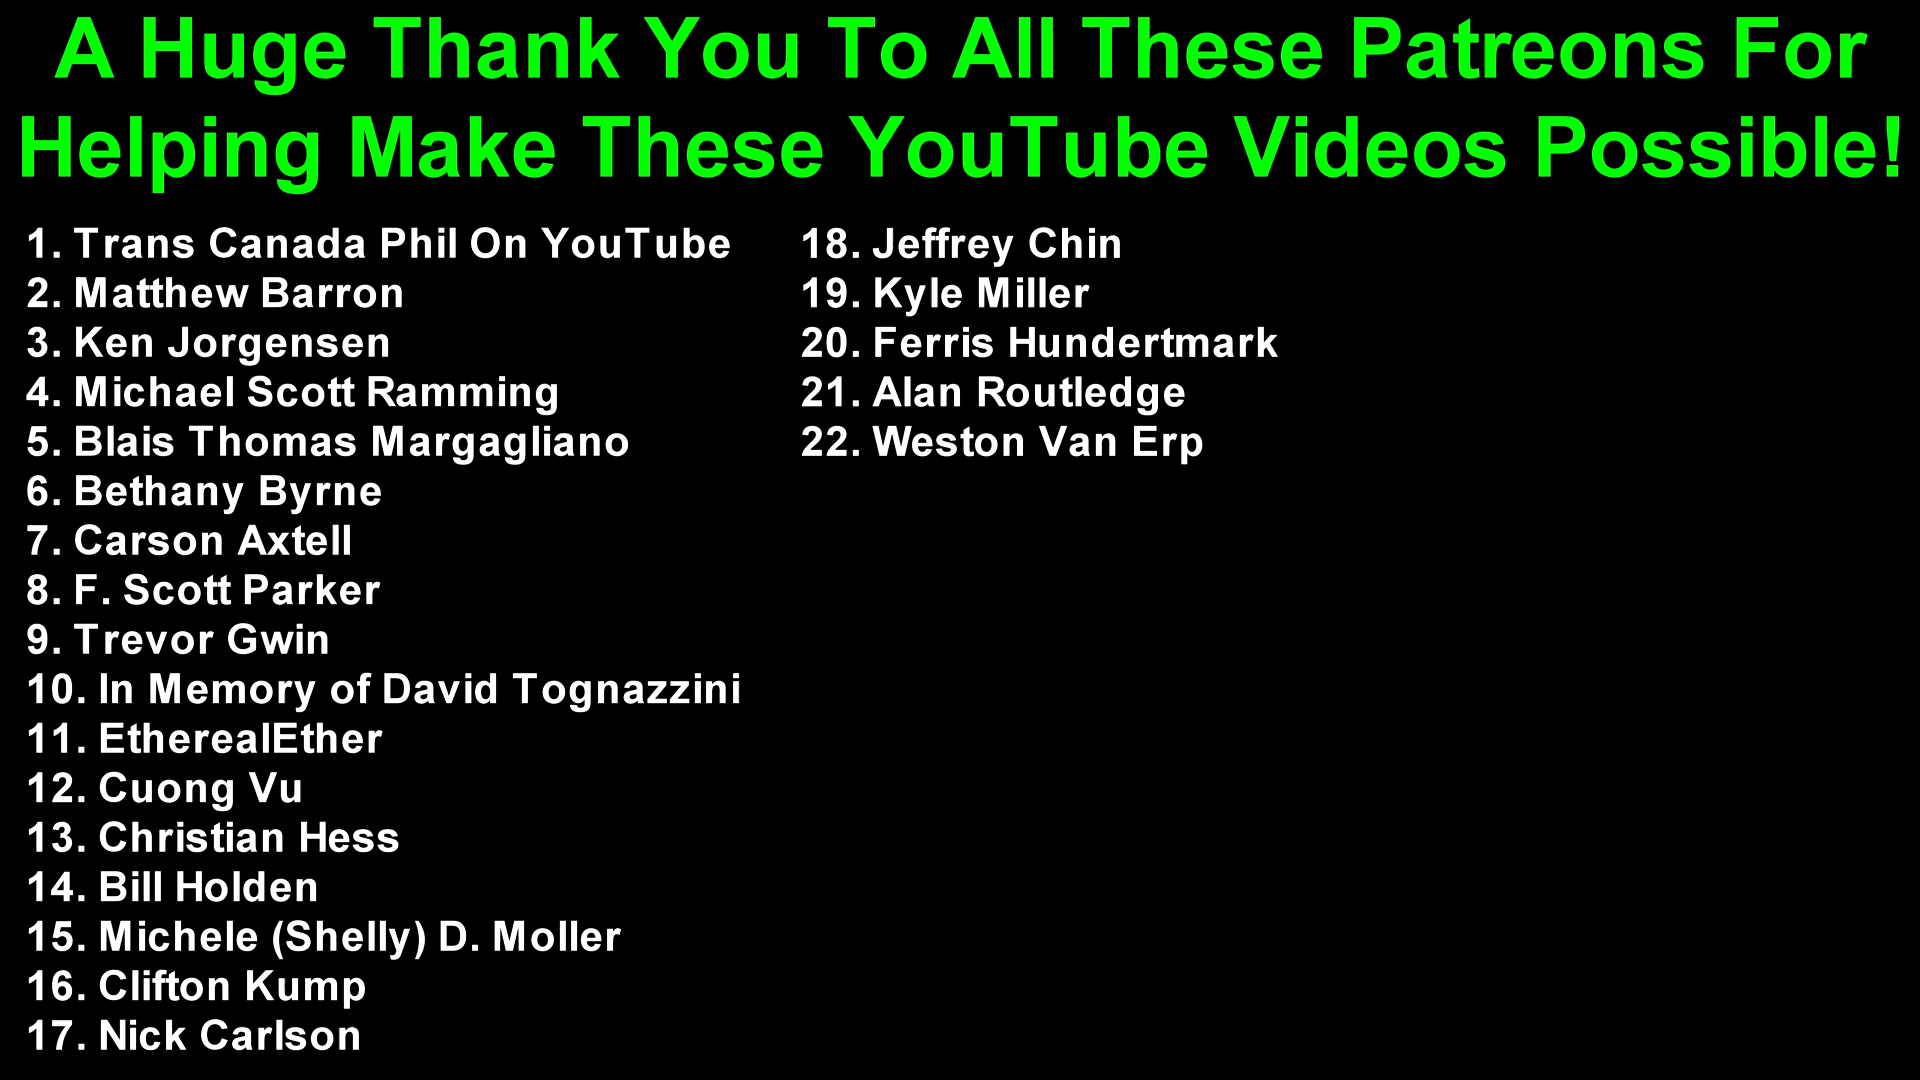 A Huge Thank You To All These Patreons For
Helping Make These YouTube Videos Possible!
1. Trans Canada Phil On YouTube
2. Matthew Barron
3. Ken Jorgensen
4. Michael Scott Ramming
5. Blais Thomas Margagliano
6. Bethany Byrne
7. Carson Axtell
8. F. Scott Parker
9. Trevor Gwin
10. In Memory of David Tognazzini
11. EtherealEther
12. Cuong Vu
13. Christian Hess
14. Bill Holden
15. Michele (Shelly) D. Moller
16. Clifton Kump
17. Nick Carlson
18. Jeffrey Chin
19. Kyle Miller
20. Ferris Hundertmark
21. Alan Routledge
22. Weston Van Erp